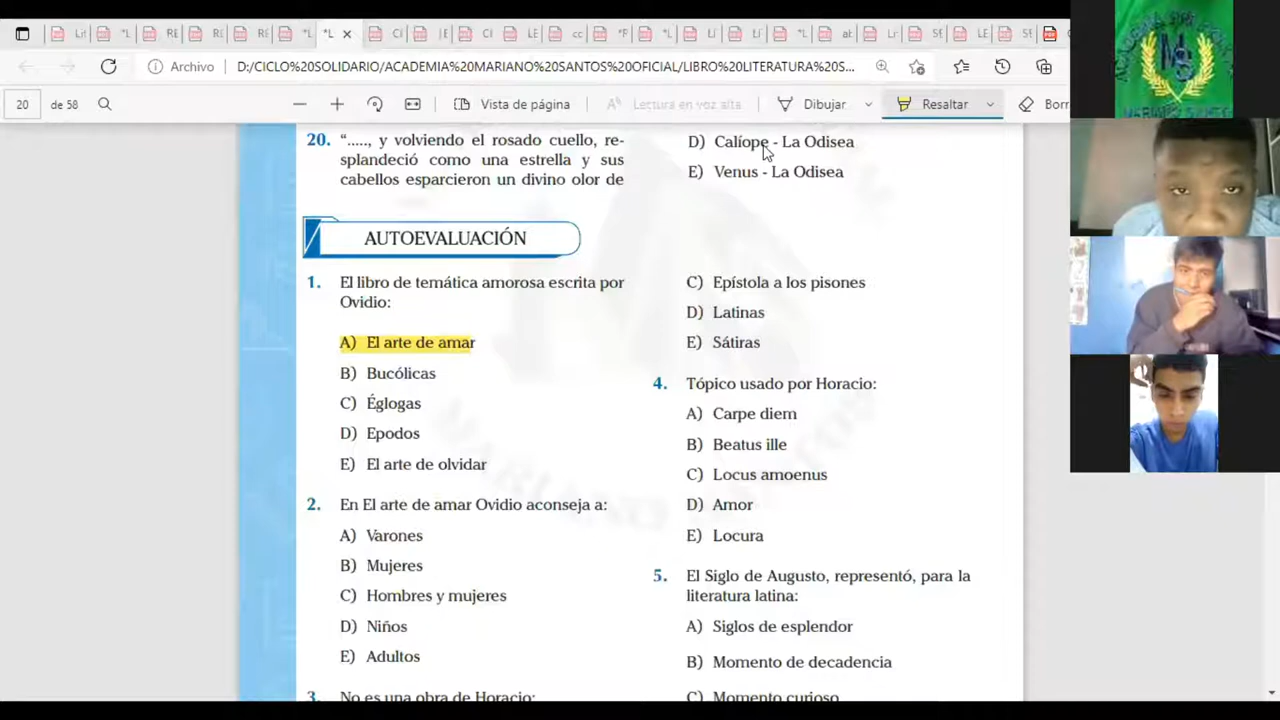 Archivo
D:/CICLO%20SOLIDARIO/ACADEMIA%20MARIANO%20SANTOS%20OFICIAL/LIBRO%20LITERATURA%20S...
20 de 58
Vista de página
Lectura en voz alta
Dibujar
Resaltar
Borr
20. “....., y volviendo el rosado cuello, re-
splandeció como una estrella y sus
cabellos esparcieron un divino olor de
D) Calíope - La Odisea
E) Venus - La Odisea
AUTOEVALUACIÓN
1. El libro de temática amorosa escrita por
Ovidio:
A) El arte de amar
B) Bucólicas
C) Églogas
D) Epodos
E) El arte de olvidar
2. En El arte de amar Ovidio aconseja a:
A) Varones
B) Mujeres
C) Hombres y mujeres
D) Niños
E) Adultos
3. No es una obra de Horacio:
C) Epístola a los pisones
D) Latinas
E) Sátiras
4. Tópico usado por Horacio:
A) Carpe diem
B) Beatus ille
C) Locus amoenus
D) Amor
E) Locura
5. El Siglo de Augusto, representó, para la
literatura latina:
A) Siglos de esplendor
B) Momento de decadencia
C) Momento curioso